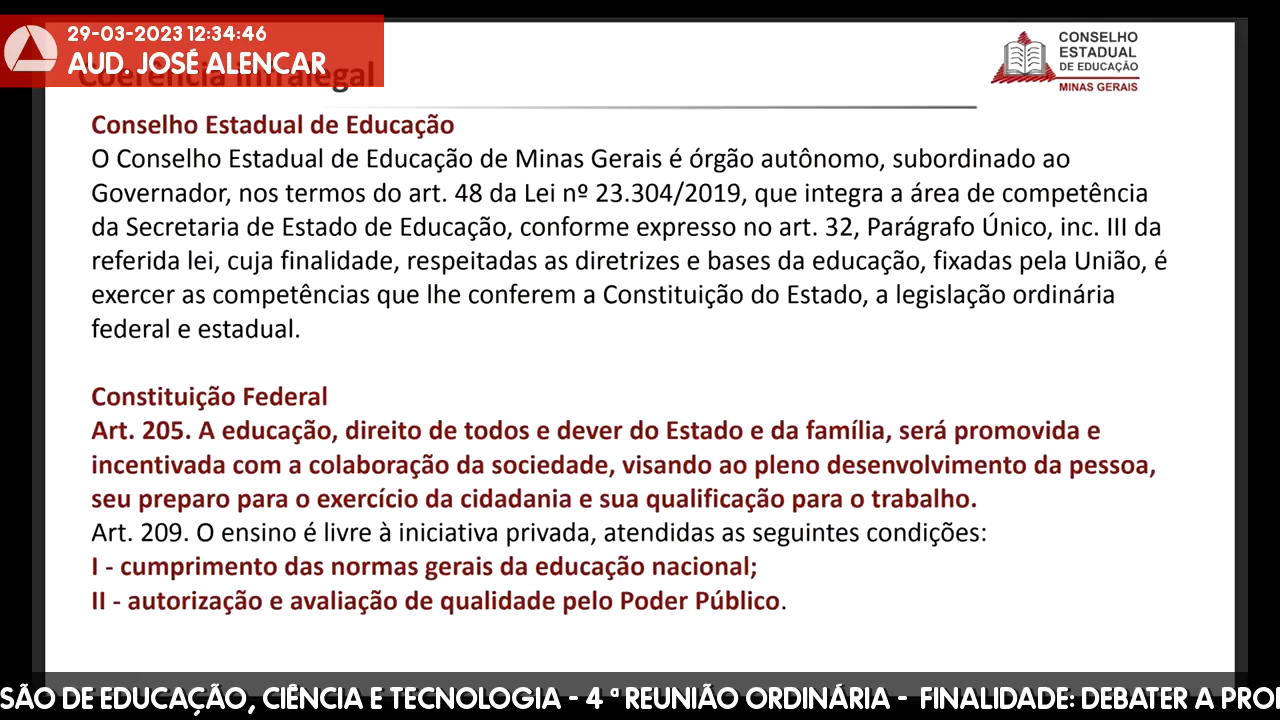 29-03-2023 12:34:46
AUD. JOSÉ ALENCAR
Coerência Infralegal
CONSELHO
ESTADUAL
DE EDUCAÇÃO
MINAS GERAIS
Conselho Estadual de Educação
O Conselho Estadual de Educação de Minas Gerais é órgão autônomo, subordinado ao
Governador, nos termos do art. 48 da Lei nº 23.304/2019, que integra a área de competência
da Secretaria de Estado de Educação, conforme expresso no art. 32, Parágrafo Único, inc. III da
referida lei, cuja finalidade, respeitadas as diretrizes e bases da educação, fixadas pela União, é
exercer as competências que lhe conferem a Constituição do Estado, a legislação ordinária
federal e estadual.
Constituição Federal
Art. 205. A educação, direito de todos e dever do Estado e da família, será promovida e
incentivada com a colaboração da sociedade, visando ao pleno desenvolvimento da pessoa,
seu preparo para o exercício da cidadania e sua qualificação para o trabalho.
Art. 209. O ensino é livre à iniciativa privada, atendidas as seguintes condições:
I - cumprimento das normas gerais da educação nacional;
II - autorização e avaliação de qualidade pelo Poder Público.
SÃO DE EDUCAÇÃO, CIÊNCIA E TECNOLOGIA - 4 ª REUNIÃO ORDINÁRIA - FINALIDADE: DEBATER A PRO